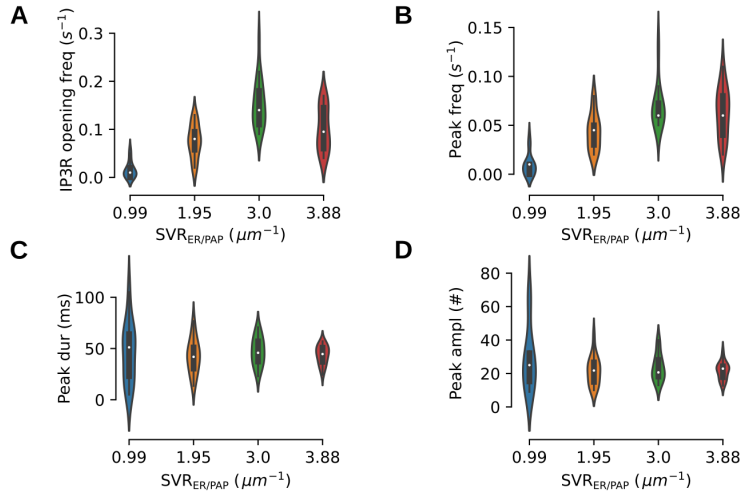 A
IP3R opening freq (s⁻¹)
0.3
0.2
0.1
0.0
0.99 1.95 3.0 3.88
SVR_ER/PAP (μm⁻¹)
B
Peak freq (s⁻¹)
0.15
0.10
0.05
0.00
0.99 1.95 3.0 3.88
SVR_ER/PAP (μm⁻¹)
C
Peak dur (ms)
100
50
0
0.99 1.95 3.0 3.88
SVR_ER/PAP (μm⁻¹)
D
Peak ampl (#)
80
60
40
20
0
0.99 1.95 3.0 3.88
SVR_ER/PAP (μm⁻¹)